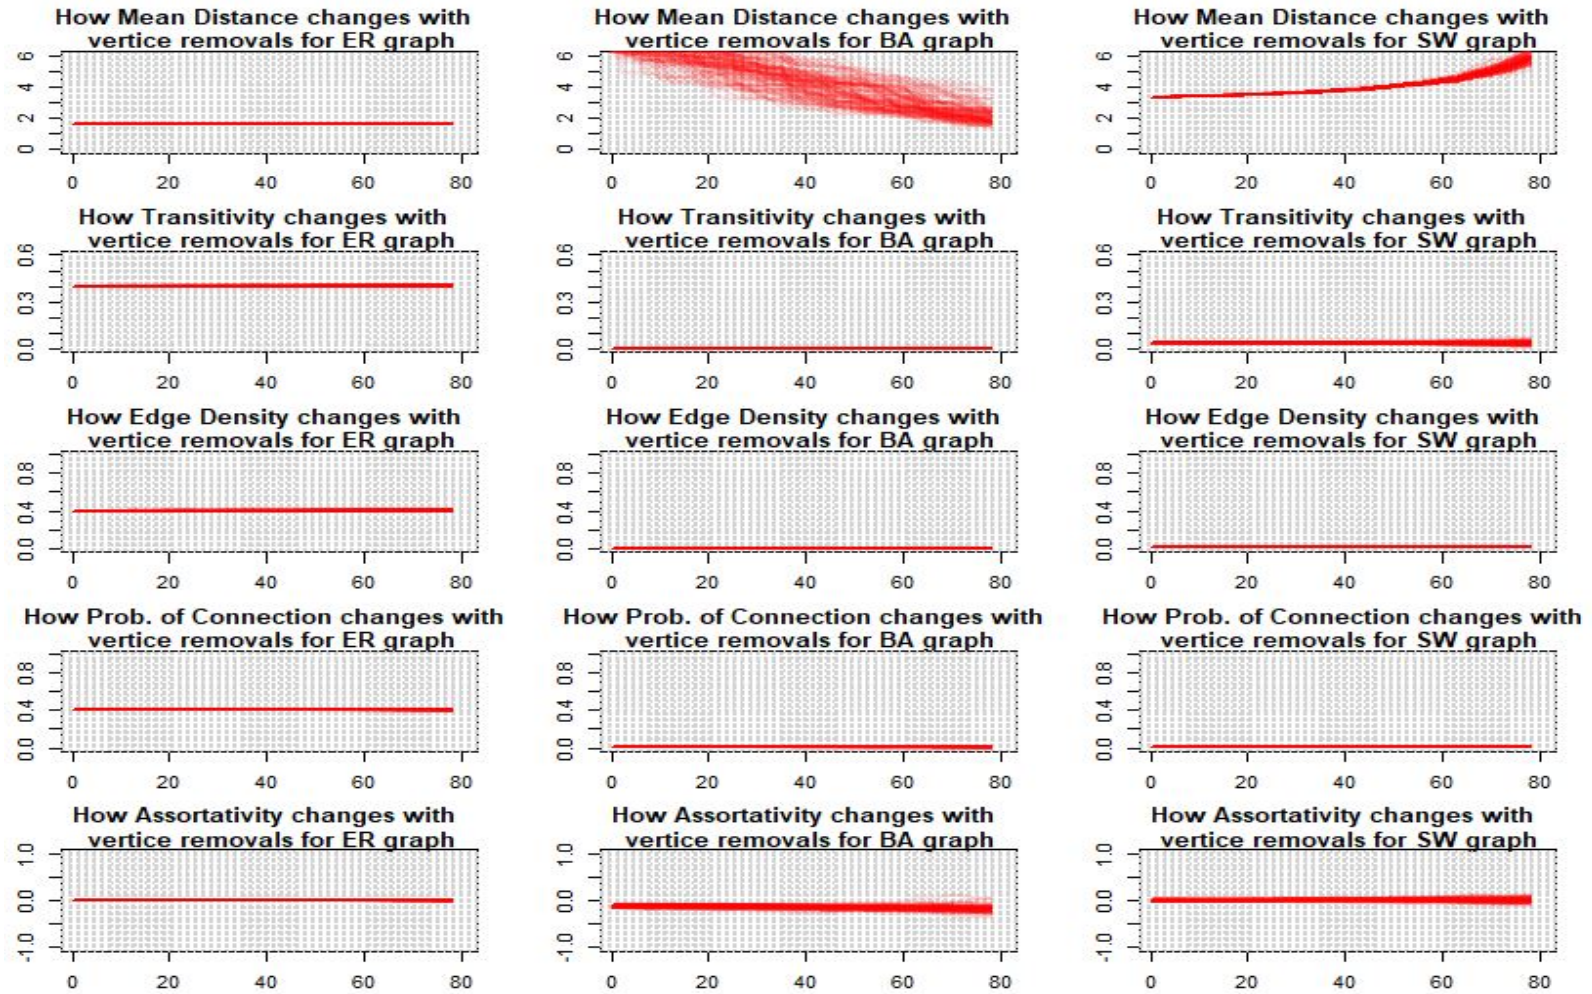 How Mean Distance changes with
vertice removals for ER graph
0 2 4 6
0 20 40 60 80
How Mean Distance changes with
vertice removals for BA graph
0 2 4 6
0 20 40 60 80
How Mean Distance changes with
vertice removals for SW graph
0 2 4 6
0 20 40 60 80
How Transitivity changes with
vertice removals for ER graph
0.0 0.3 0.6
0 20 40 60 80
How Transitivity changes with
vertice removals for BA graph
0.0 0.3 0.6
0 20 40 60 80
How Transitivity changes with
vertice removals for SW graph
0.0 0.3 0.6
0 20 40 60 80
How Edge Density changes with
vertice removals for ER graph
0.0 0.4 0.8
0 20 40 60 80
How Edge Density changes with
vertice removals for BA graph
0.0 0.4 0.8
0 20 40 60 80
How Edge Density changes with
vertice removals for SW graph
0.0 0.4 0.8
0 20 40 60 80
How Prob. of Connection changes with
vertice removals for ER graph
0.0 0.4 0.8
0 20 40 60 80
How Prob. of Connection changes with
vertice removals for BA graph
0.0 0.4 0.8
0 20 40 60 80
How Prob. of Connection changes with
vertice removals for SW graph
0.0 0.4 0.8
0 20 40 60 80
How Assortativity changes with
vertice removals for ER graph
-1.0 0.0 1.0
0 20 40 60 80
How Assortativity changes with
vertice removals for BA graph
-1.0 0.0 1.0
0 20 40 60 80
How Assortativity changes with
vertice removals for SW graph
-1.0 0.0 1.0
0 20 40 60 80